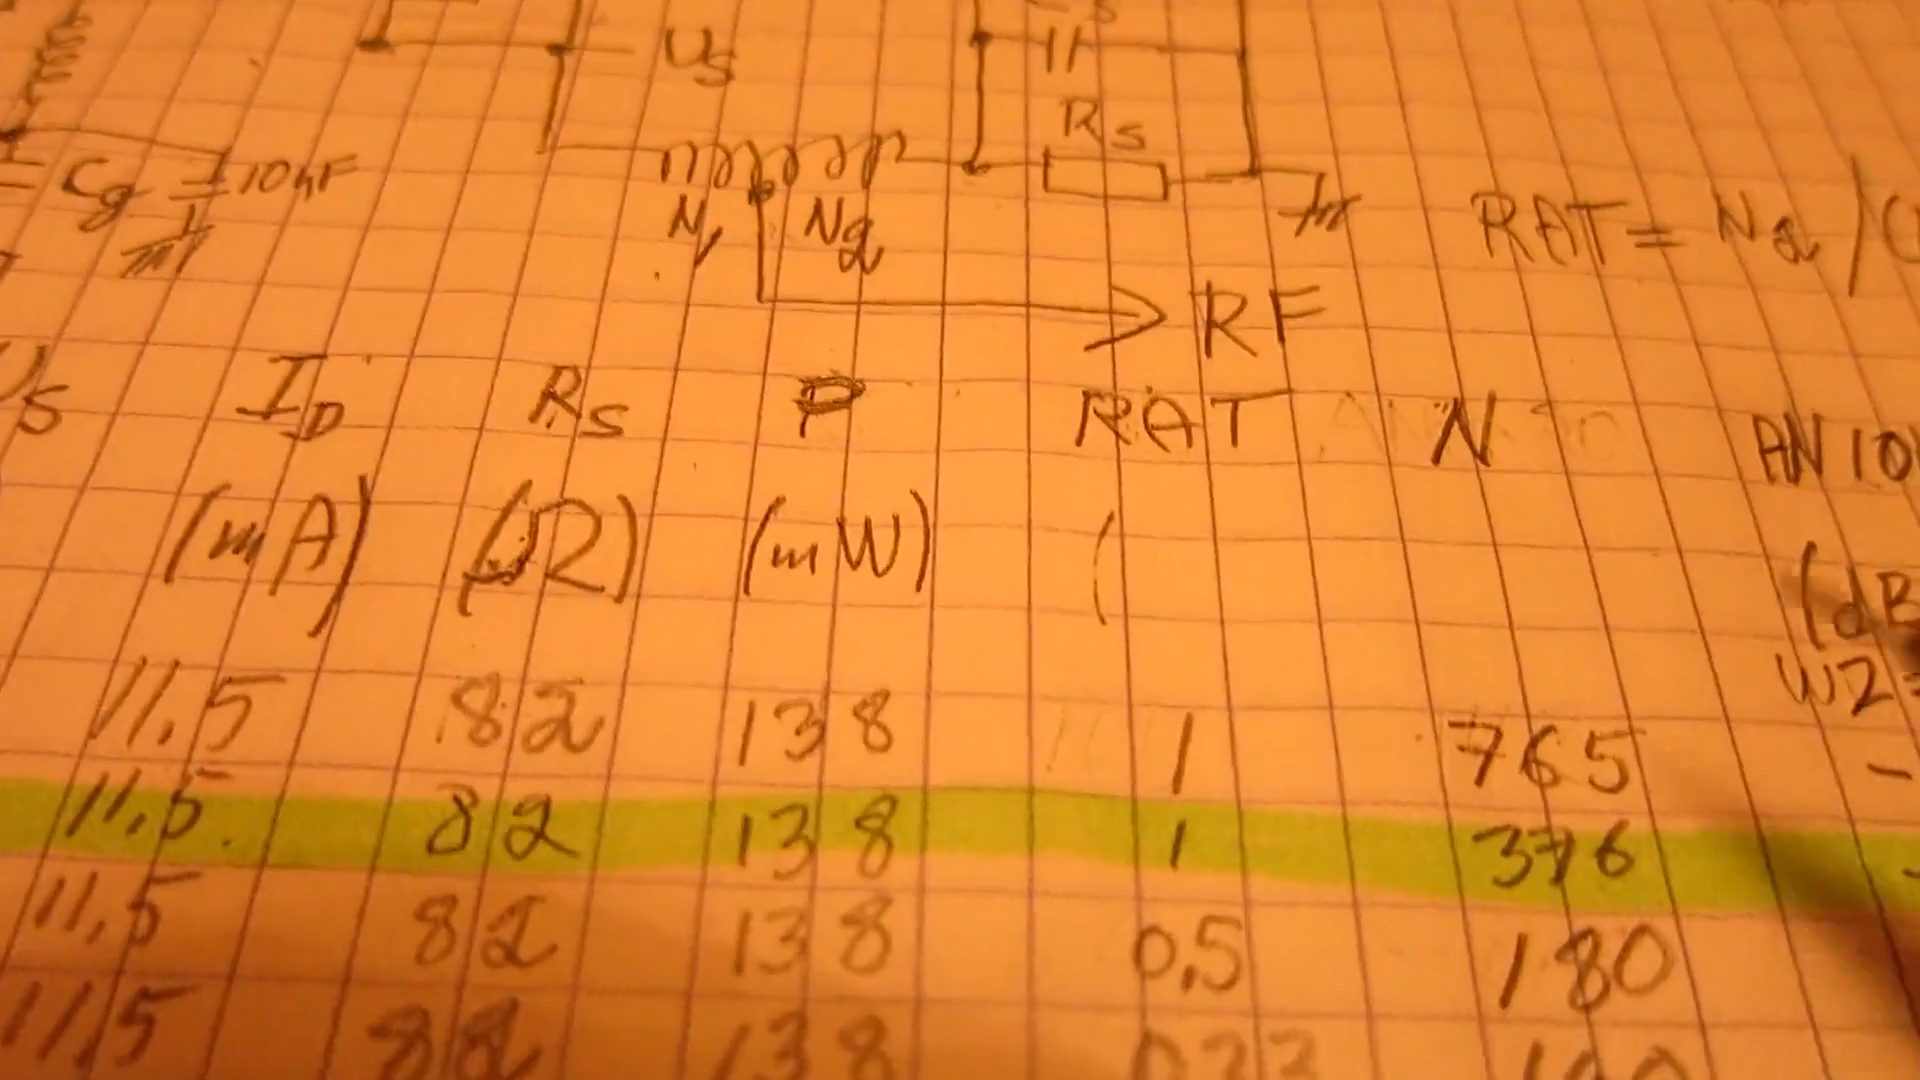 US
RS
Cg 10nF
N1 N2
RAT = N2/(
RF
US ID RS P RAT N AN10
(mA) (Ω) (mW) (
(dB
WZ=
11,5 82 138 1 765 -
11,5 82 138 1 376
11,5 82 138 0,5 180
11,5 82 138